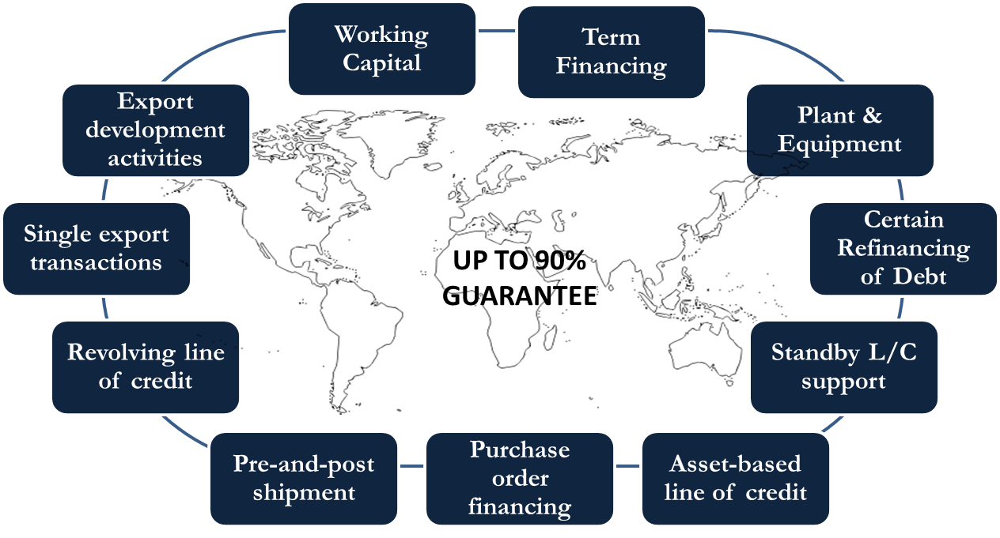 Working
Capital
Term
Financing
Plant &
Equipment
Certain
Refinancing
of Debt
Standby L/C
support
Asset-based
line of credit
Purchase
order
financing
Pre-and-post
shipment
Revolving line
of credit
Single export
transactions
Export
development
activities
UP TO 90%
GUARANTEE